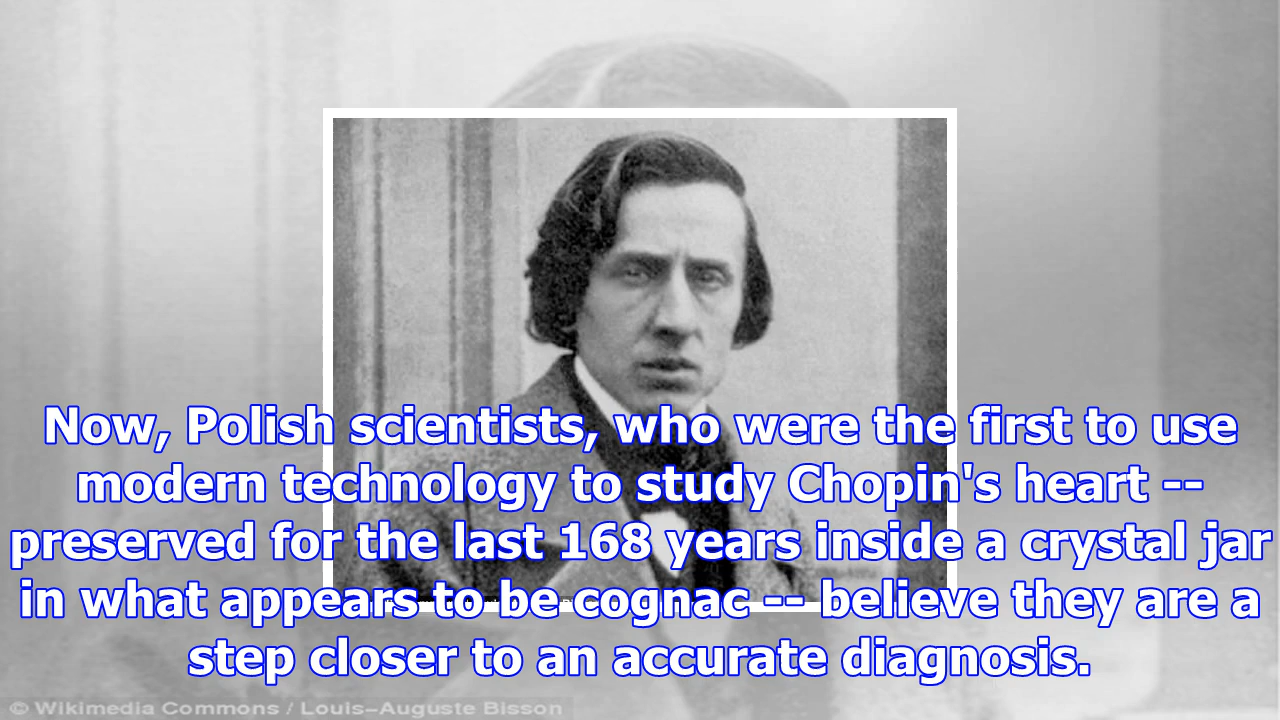 Now, Polish scientists, who were the first to use
modern technology to study Chopin's heart --
preserved for the last 168 years inside a crystal jar
in what appears to be cognac -- believe they are a
step closer to an accurate diagnosis.
© Wikimedia Commons / Louis-Auguste Bisson